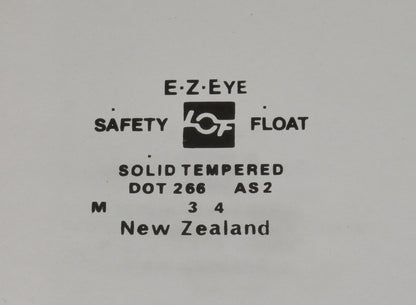 E·Z·EYE
SAFETY LOF FLOAT
SOLID TEMPERED
DOT 266 AS2
M 3 4
New Zealand